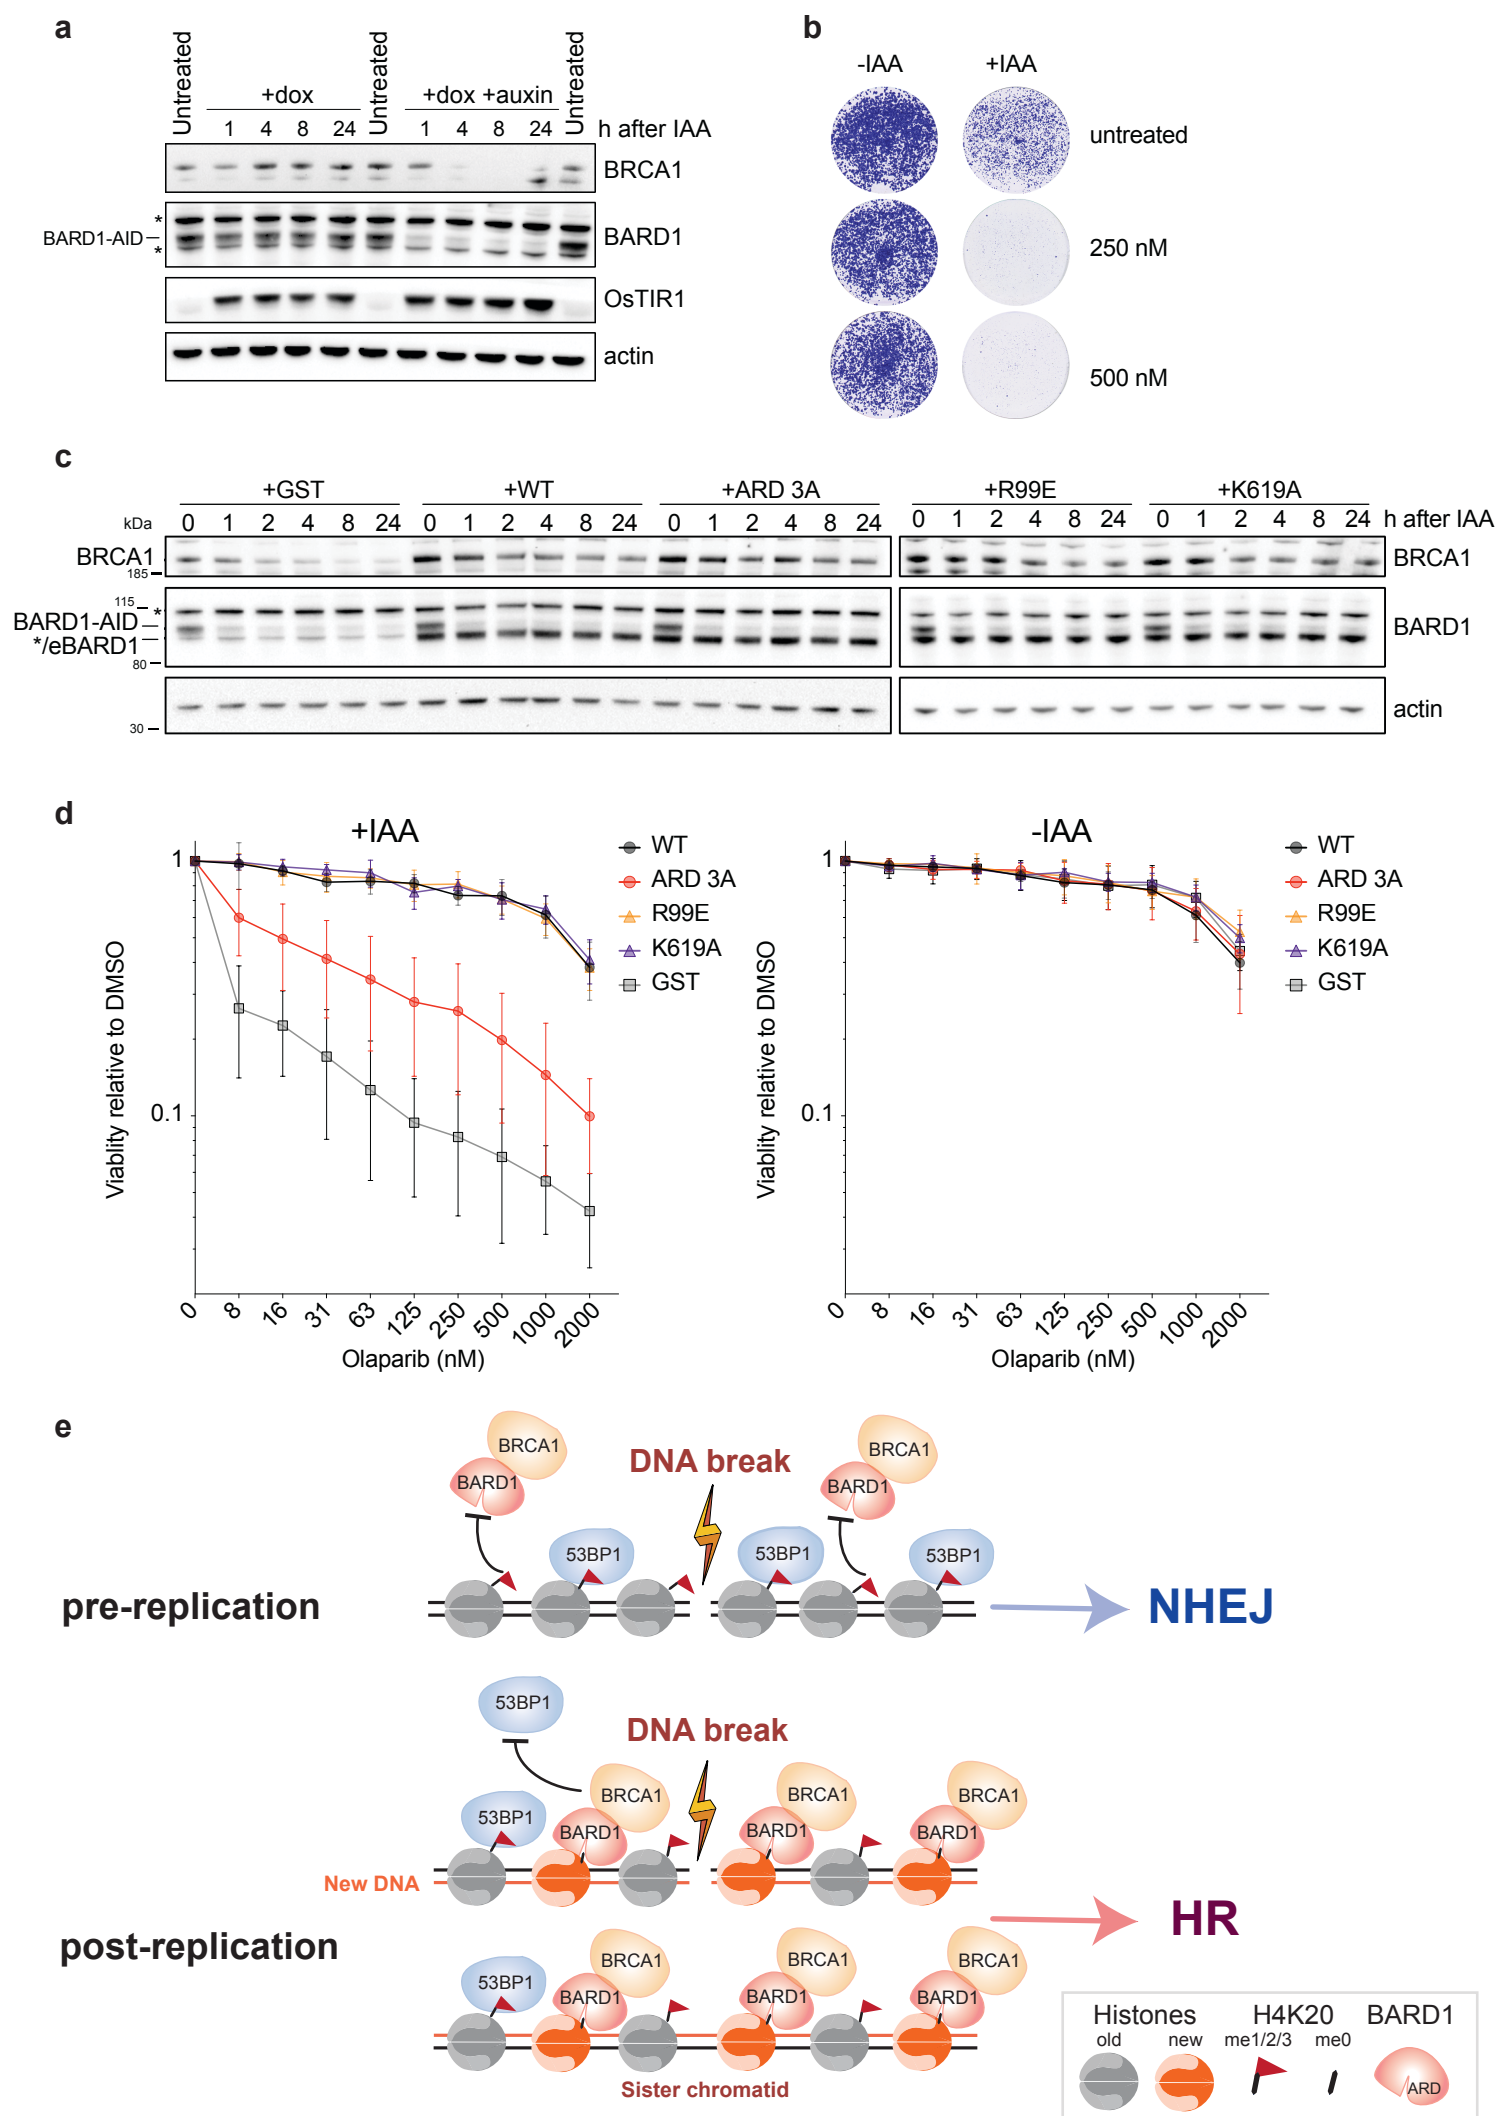 a
Untreated
+dox
Untreated
+dox +auxin
Untreated
1 4 8 24 1 4 8 24 h after IAA
BRCA1
*
BARD1-AID
*
BARD1
OsTIR1
actin
b
-IAA +IAA
untreated
250 nM
500 nM
c
+GST +WT +ARD 3A +R99E +K619A
kDa 0 1 2 4 8 24 0 1 2 4 8 24 0 1 2 4 8 24 0 1 2 4 8 24 0 1 2 4 8 24 h after IAA
BRCA1 BRCA1
185
115
*
BARD1-AID
*/eBARD1
BARD1
80
actin
30
d
+IAA
WT
ARD 3A
R99E
K619A
GST
1
0.1
Viablity relative to DMSO
0 8 16 31 63 125 250 500 1000 2000
Olaparib (nM)
-IAA
WT
ARD 3A
R99E
K619A
GST
1
0.1
Viablity relative to DMSO
0 8 16 31 63 125 250 500 1000 2000
Olaparib (nM)
e
BRCA1
BARD1
DNA break
BRCA1
BARD1
53BP1
53BP1
53BP1
pre-replication
NHEJ
53BP1
DNA break
BRCA1
BRCA1
BRCA1
53BP1
BARD1
BARD1
BARD1
New DNA
HR
post-replication
BRCA1
BRCA1
BRCA1
53BP1
BARD1
BARD1
BARD1
Sister chromatid
Histones H4K20 BARD1
old new me1/2/3 me0
ARD